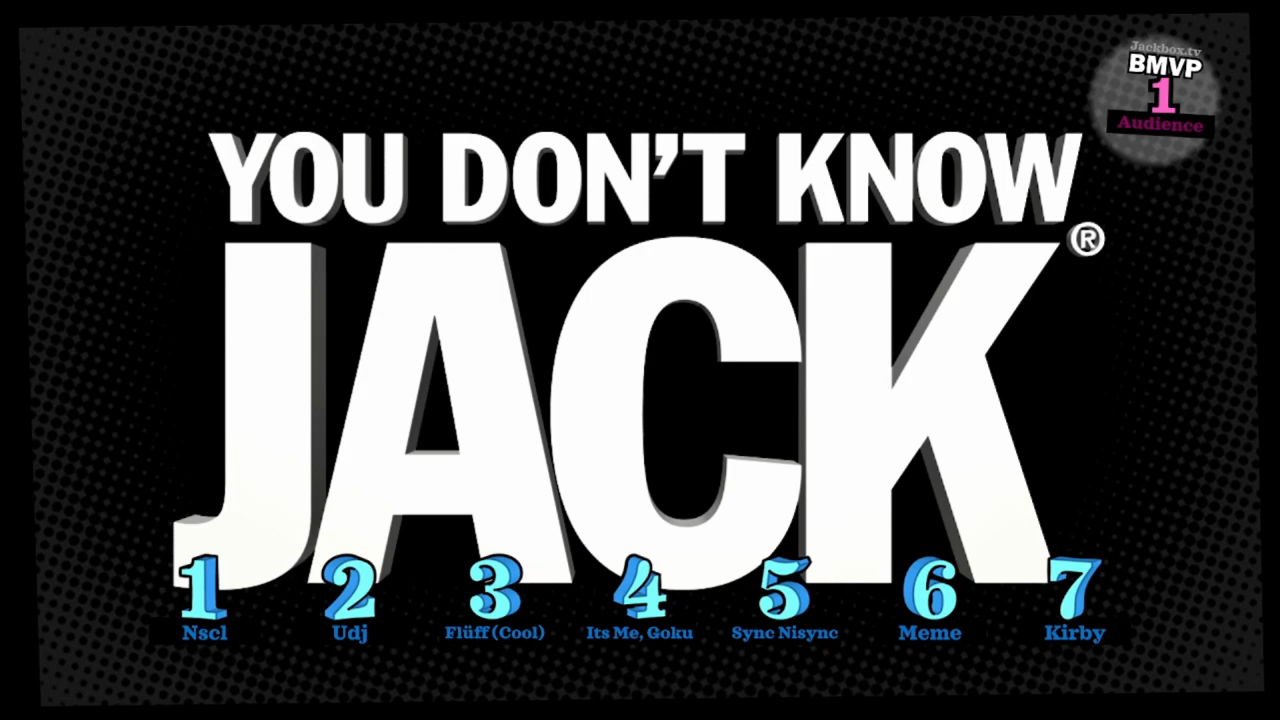 Jackbox.tv
BMVP
1
Audience
YOU DON'T KNOW
JACK®
1 2 3 4 5 6 7
Nscl Udj Flüff (Cool) Its Me, Goku Sync Nisync Meme Kirby